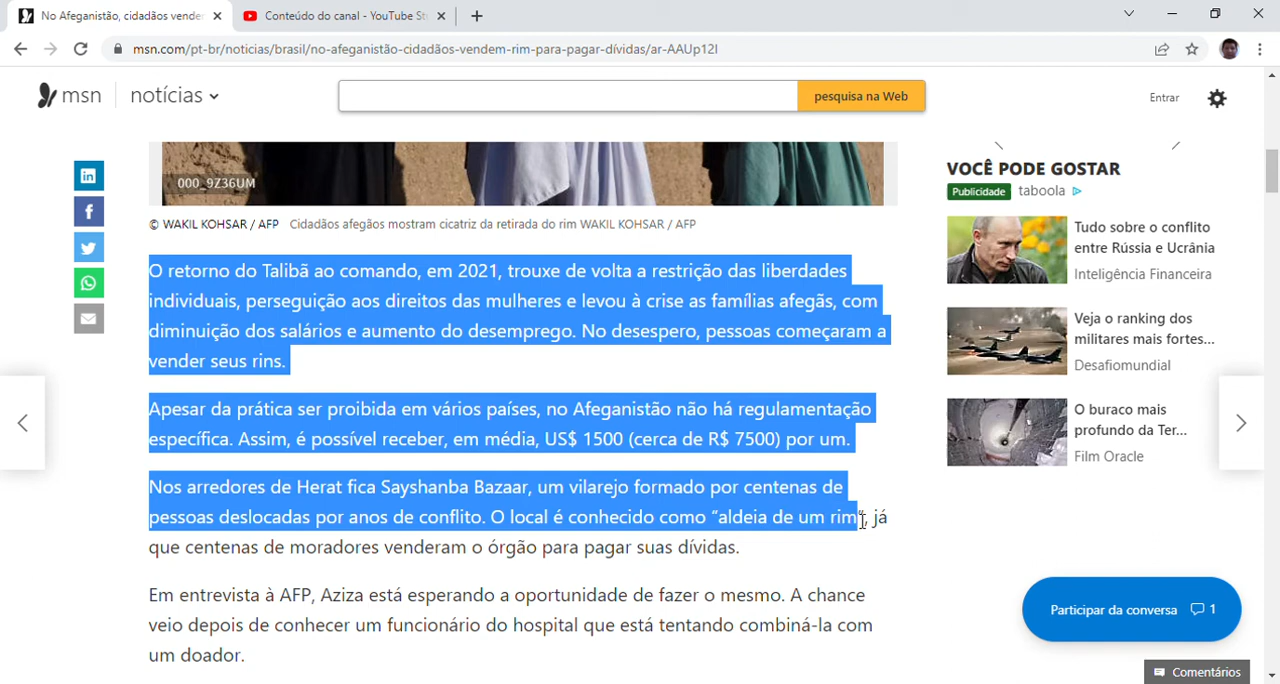 No Afeganistão, cidadãos vender
Conteúdo do canal - YouTube St
msn.com/pt-br/noticias/brasil/no-afeganistão-cidadãos-vendem-rim-para-pagar-dívidas/ar-AAUp12I
msn
notícias
pesquisa na Web
Entrar
000_9Z36UM
© WAKIL KOHSAR / AFP Cidadãos afegãos mostram cicatriz da retirada do rim WAKIL KOHSAR / AFP
O retorno do Talibã ao comando, em 2021, trouxe de volta a restrição das liberdades
individuais, perseguição aos direitos das mulheres e levou à crise as famílias afegãs, com
diminuição dos salários e aumento do desemprego. No desespero, pessoas começaram a
vender seus rins.
Apesar da prática ser proibida em vários países, no Afeganistão não há regulamentação
específica. Assim, é possível receber, em média, US$ 1500 (cerca de R$ 7500) por um.
Nos arredores de Herat fica Sayshanba Bazaar, um vilarejo formado por centenas de
pessoas deslocadas por anos de conflito. O local é conhecido como “aldeia de um rim“, já
que centenas de moradores venderam o órgão para pagar suas dívidas.
Em entrevista à AFP, Aziza está esperando a oportunidade de fazer o mesmo. A chance
veio depois de conhecer um funcionário do hospital que está tentando combiná-la com
um doador.
VOCÊ PODE GOSTAR
Publicidade taboola
Tudo sobre o conflito
entre Rússia e Ucrânia
Inteligência Financeira
Veja o ranking dos
militares mais fortes...
Desafiomundial
O buraco mais
profundo da Ter...
Film Oracle
Participar da conversa 1
Comentários